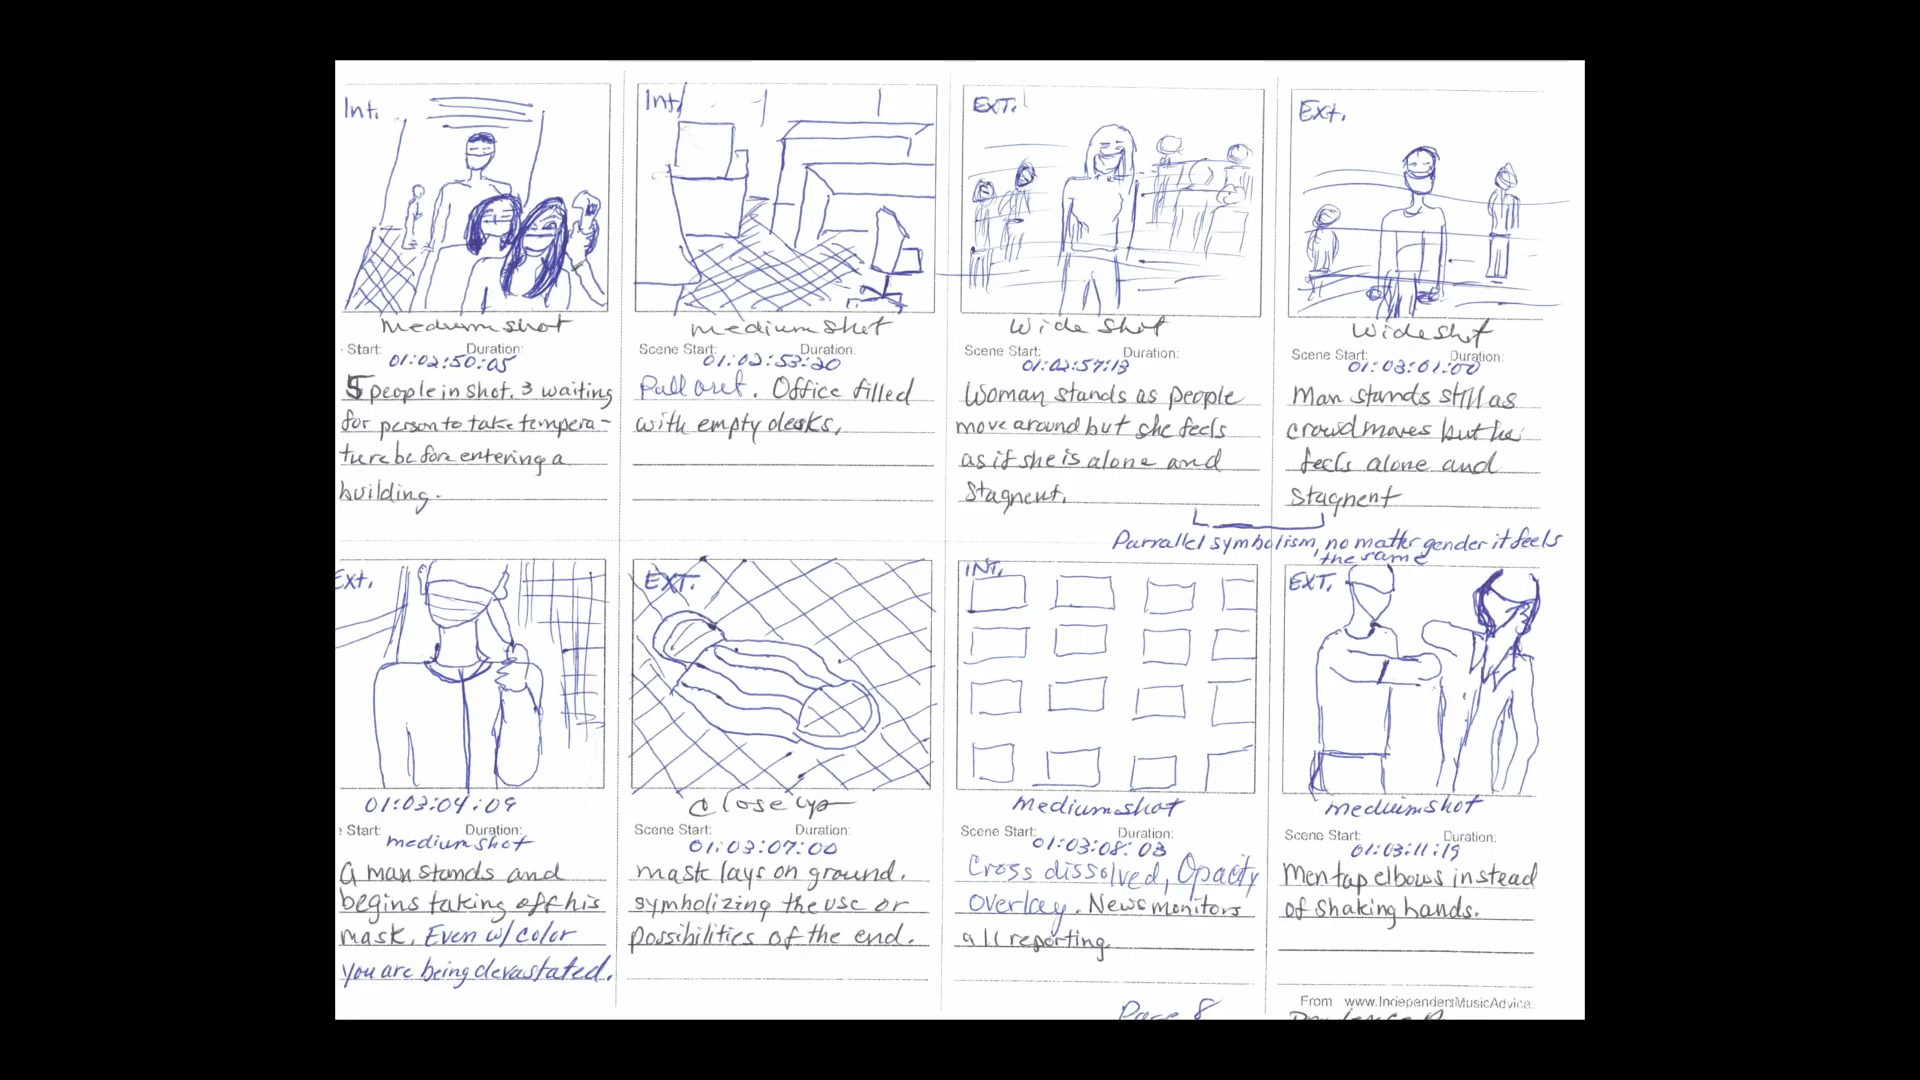 Int.
medium shot
Start: Duration:
01:02:50:05
5 people in shot. 3 waiting
for person to take tempera-
ture before entering a
building.
Int.
medium shot
Scene Start: Duration:
01:02:53:20
Pull out. Office filled
with empty desks.
EXT.
Wide shot
Scene Start: Duration:
01:02:57:13
Woman stands as people
move around but she feels
as if she is alone and
stagnent.
Ext.
Wide shot
Scene Start: Duration:
01:03:01:00
Man stands still as
crowd moves but he
feels alone and
stagnent
Parrallel symbolism, no matter gender it feels
the same
Ext.
01:03:04:09
Start: Duration:
medium shot
A man stands and
begins taking off his
mask. Even w/ color
you are being devastated.
EXT.
Close up
Scene Start: Duration:
01:03:07:00
mask lays on ground.
symbolizing the use or
possibilities of the end.
INT.
Medium shot
Scene Start: Duration:
01:03:08:03
Cross dissolved, Opacity
overlay. News monitors
all reporting
EXT.
medium shot
Scene Start: Duration:
01:03:11:19
Men tap elbows instead
of shaking hands.
From www.IndependentMusicAdvice.
Page 8